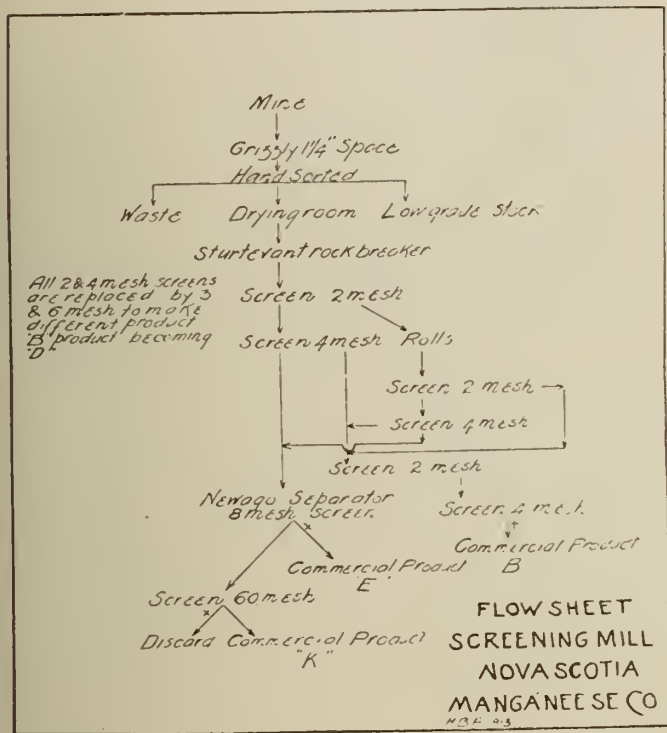 Mine
Grizzly 1¼" Space
Hand Sorted
Waste Drying room Low grade stock
Sturtevant rock breaker
All 2 & 4 mesh screens
are replaced by 3
& 6 mesh to make
different product
"B" product becoming
"D"
Screen 2 mesh
Screen 4 mesh Rolls
Screen 2 mesh
Screen 4 mesh
Screen 2 mesh
Newago Separator
8 mesh screen
Screen 4 mesh
Commercial Product
B
Commercial Product
"E"
Screen 60 mesh
Discard Commercial Product
"K"
FLOW SHEET
SCREENING MILL
NOVA SCOTIA
MANGANEESE CO